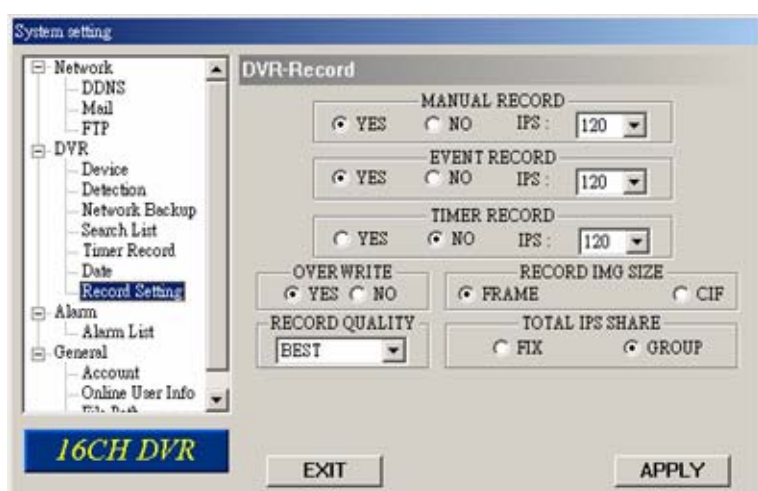 System setting
Network
DDNS
Mail
FTP
DVR
Device
Detection
Network Backup
Search List
Timer Record
Date
Record Setting
Alarm
Alarm List
General
Account
Online User Info
File Path
16CH DVR
DVR-Record
MANUAL RECORD
YES NO IPS : 120
EVENT RECORD
YES NO IPS : 120
TIMER RECORD
YES NO IPS : 120
OVERWRITE
YES NO
RECORD IMG SIZE
FRAME CIF
RECORD QUALITY
BEST
TOTAL IPS SHARE
FIX GROUP
EXIT APPLY